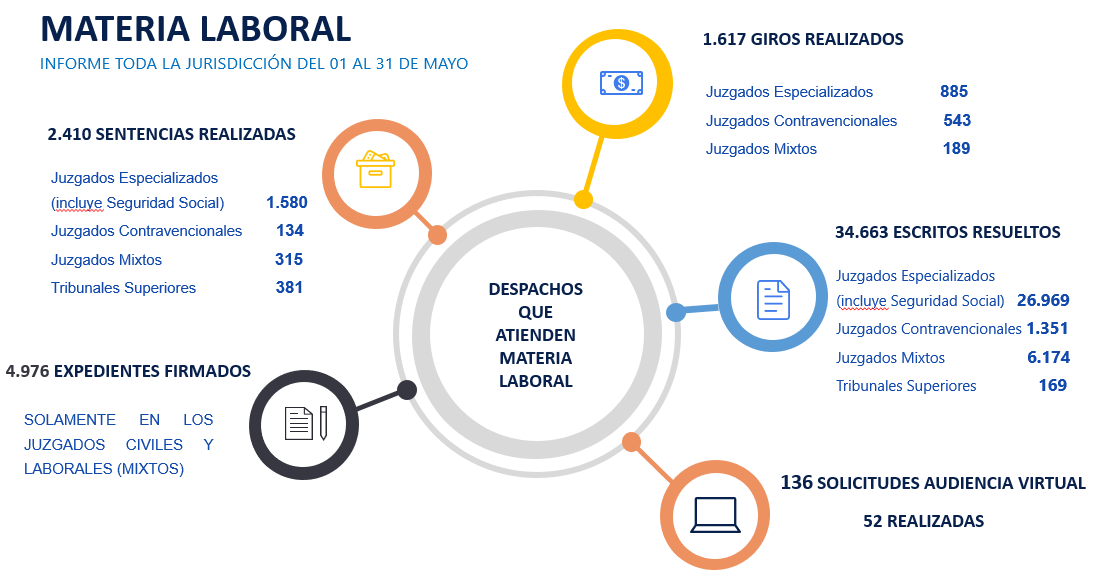 MATERIA LABORAL
INFORME TODA LA JURISDICCIÓN DEL 01 AL 31 DE MAYO
2.410 SENTENCIAS REALIZADAS
Juzgados Especializados
(incluye Seguridad Social) 1.580
Juzgados Contravencionales 134
Juzgados Mixtos 315
Tribunales Superiores 381
4.976 EXPEDIENTES FIRMADOS
SOLAMENTE EN LOS
JUZGADOS CIVILES Y
LABORALES (MIXTOS)
DESPACHOS
QUE
ATIENDEN
MATERIA
LABORAL
1.617 GIROS REALIZADOS
Juzgados Especializados 885
Juzgados Contravencionales 543
Juzgados Mixtos 189
$
34.663 ESCRITOS RESUELTOS
Juzgados Especializados
(incluye Seguridad Social) 26.969
Juzgados Contravencionales 1.351
Juzgados Mixtos 6.174
Tribunales Superiores 169
136 SOLICITUDES AUDIENCIA VIRTUAL
52 REALIZADAS